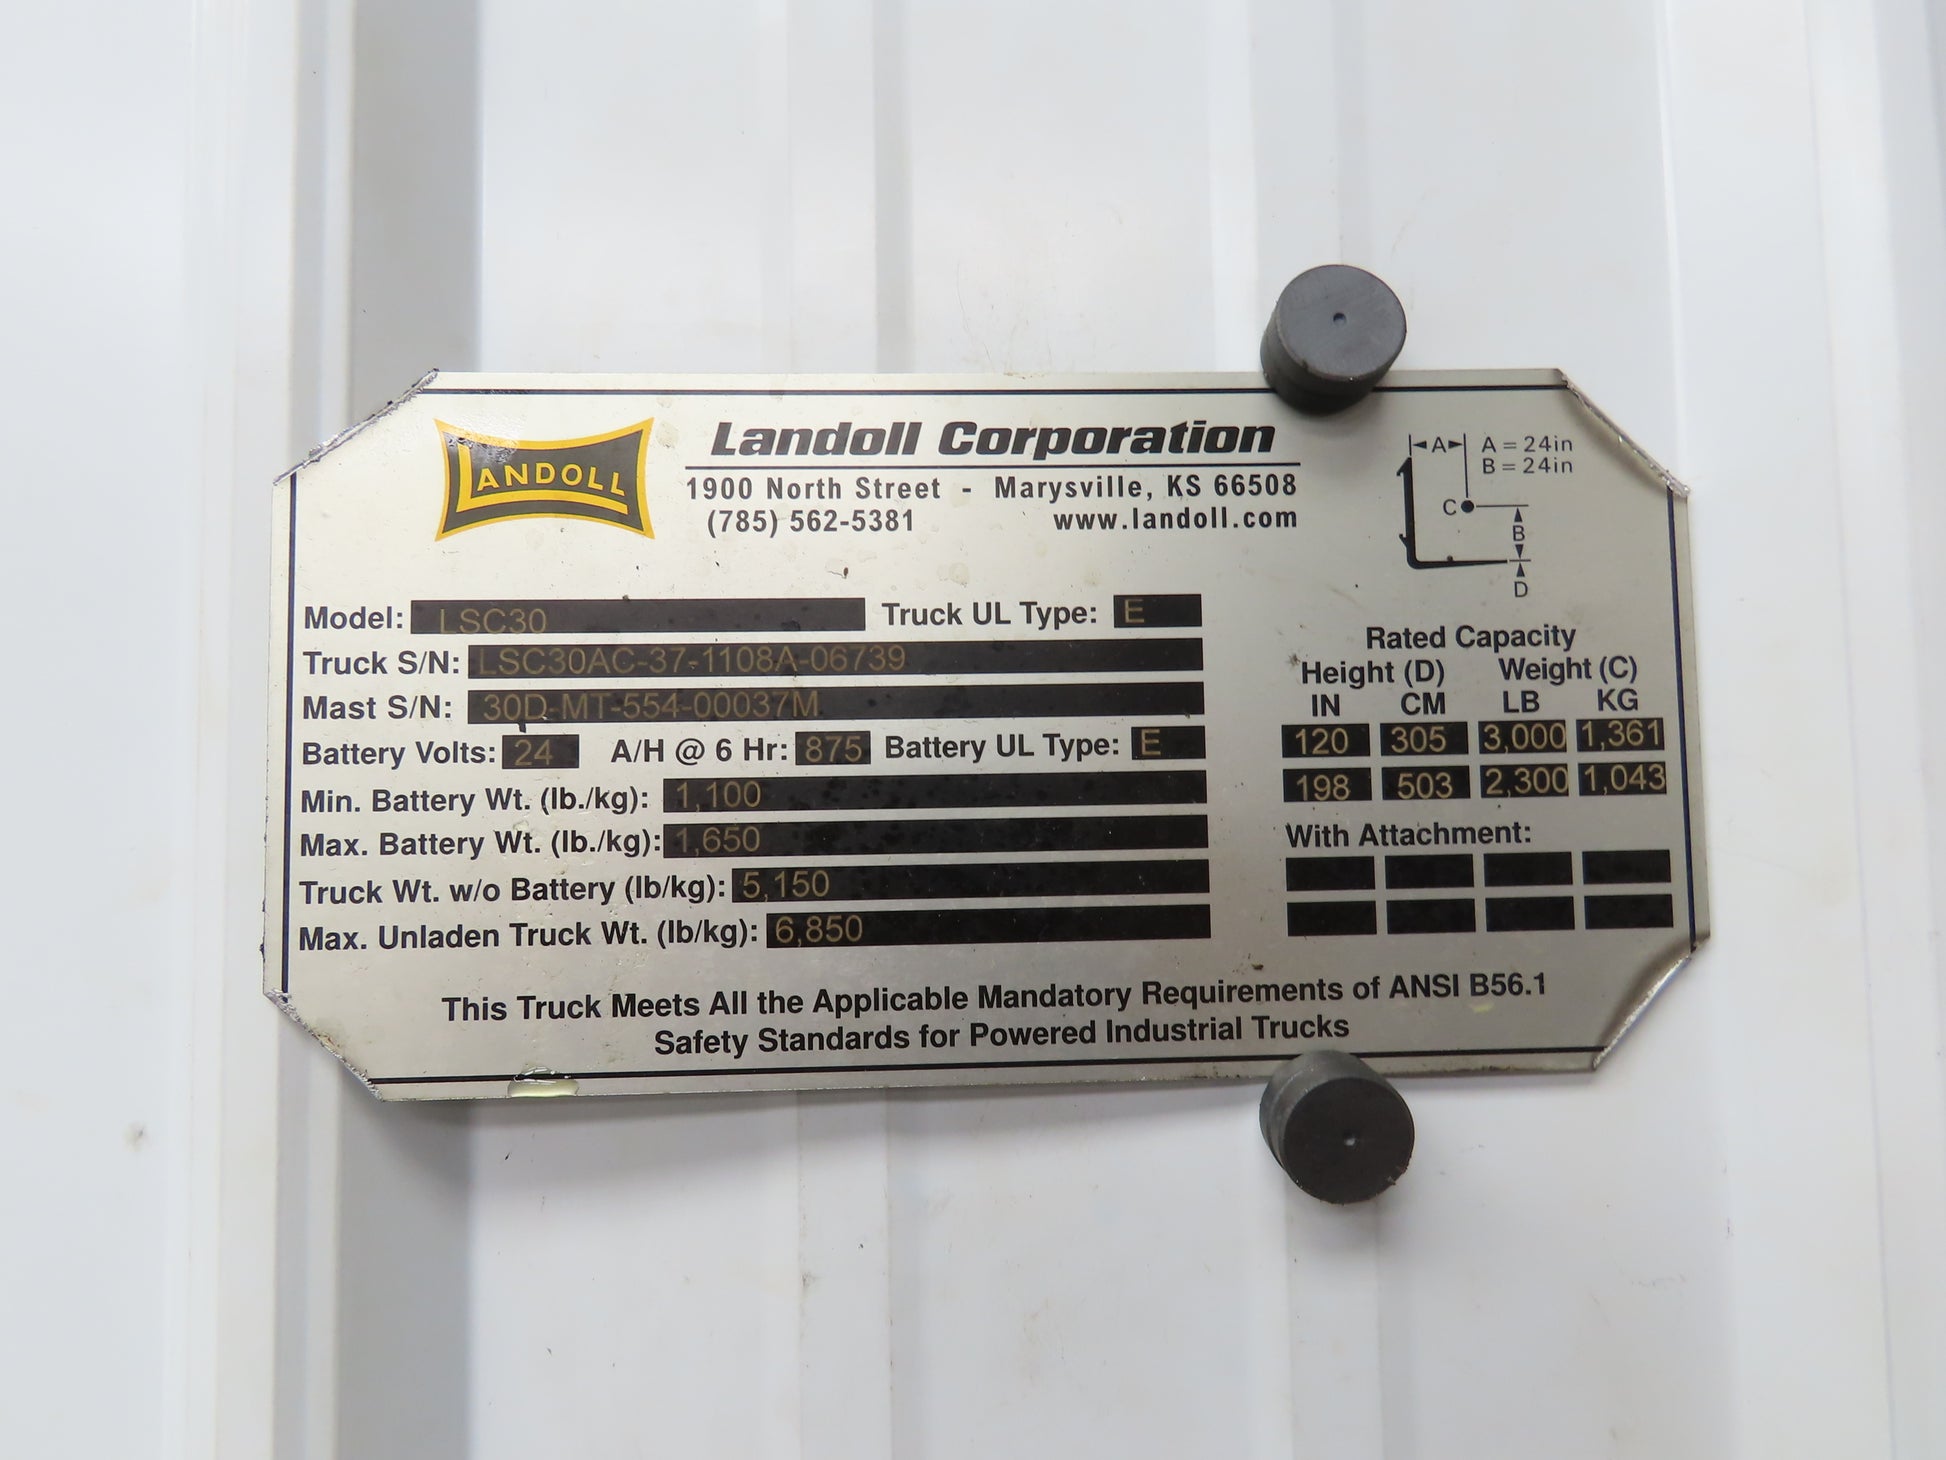 LANDOLL
Landoll Corporation
1900 North Street - Marysville, KS 66508
(785) 562-5381 www.landoll.com
A A = 24in
B = 24in
C
B
D
Model: LSC30 Truck UL Type: E
Truck S/N: LSC30AC-37-1108A-06739
Mast S/N: 30D-MT-554-00037M
Battery Volts: 24 A/H @ 6 Hr: 875 Battery UL Type: E
Min. Battery Wt. (lb./kg): 1,100
Max. Battery Wt. (lb./kg): 1,650
Truck Wt. w/o Battery (lb/kg): 5,150
Max. Unladen Truck Wt. (lb/kg): 6,850
Rated Capacity
Height (D) Weight (C)
IN CM LB KG
120 305 3,000 1,361
198 503 2,300 1,043
With Attachment:
This Truck Meets All the Applicable Mandatory Requirements of ANSI B56.1
Safety Standards for Powered Industrial Trucks